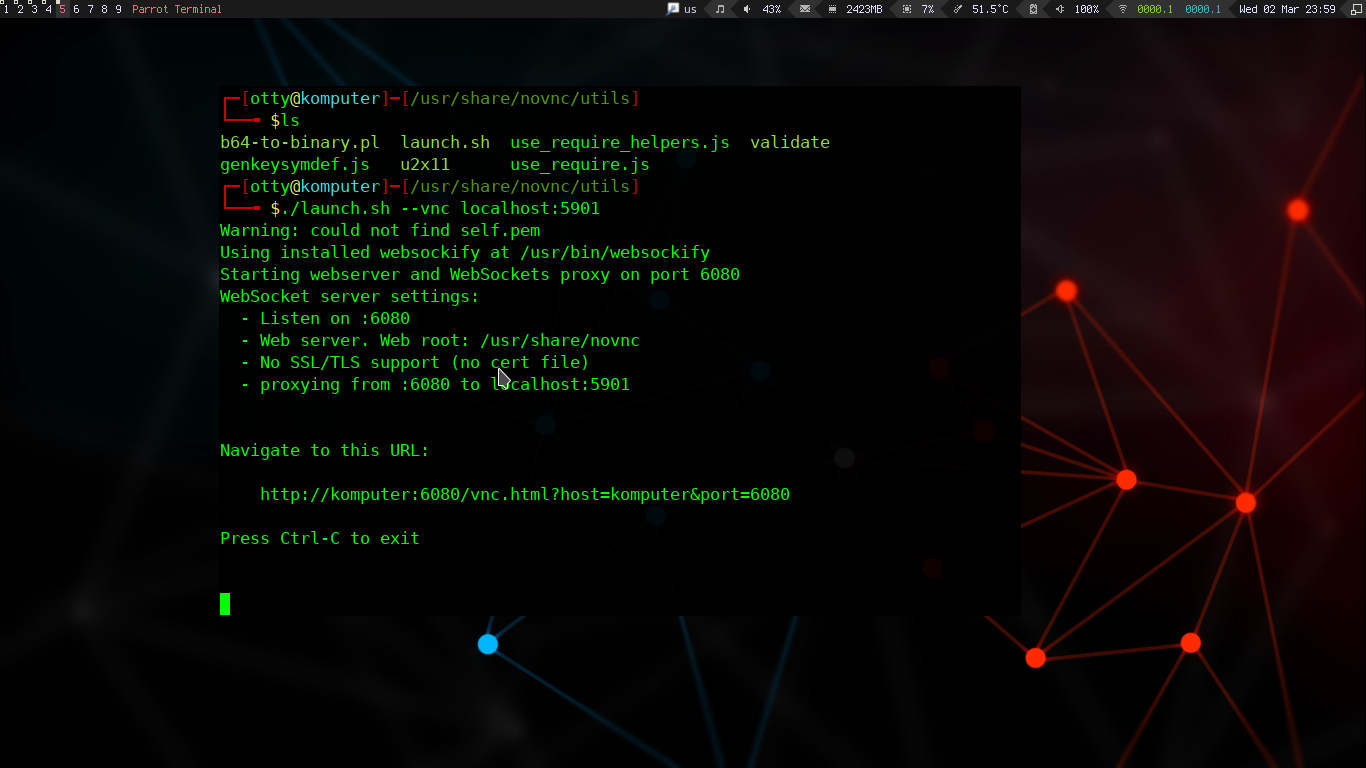 1 2 3 4 5 6 7 8 9 Parrot Terminal us 43% 2423MB 7% 51.5°C 100% 0000.1 0000.1 Wed 02 Mar 23:59
┌─[otty@komputer]─[/usr/share/novnc/utils]
└──╼ $ls
b64-to-binary.pl launch.sh use_require_helpers.js validate
genkeysymdef.js u2x11 use_require.js
┌─[otty@komputer]─[/usr/share/novnc/utils]
└──╼ $./launch.sh --vnc localhost:5901
Warning: could not find self.pem
Using installed websockify at /usr/bin/websockify
Starting webserver and WebSockets proxy on port 6080
WebSocket server settings:
- Listen on :6080
- Web server. Web root: /usr/share/novnc
- No SSL/TLS support (no cert file)
- proxying from :6080 to localhost:5901
Navigate to this URL:
http://komputer:6080/vnc.html?host=komputer&port=6080
Press Ctrl-C to exit